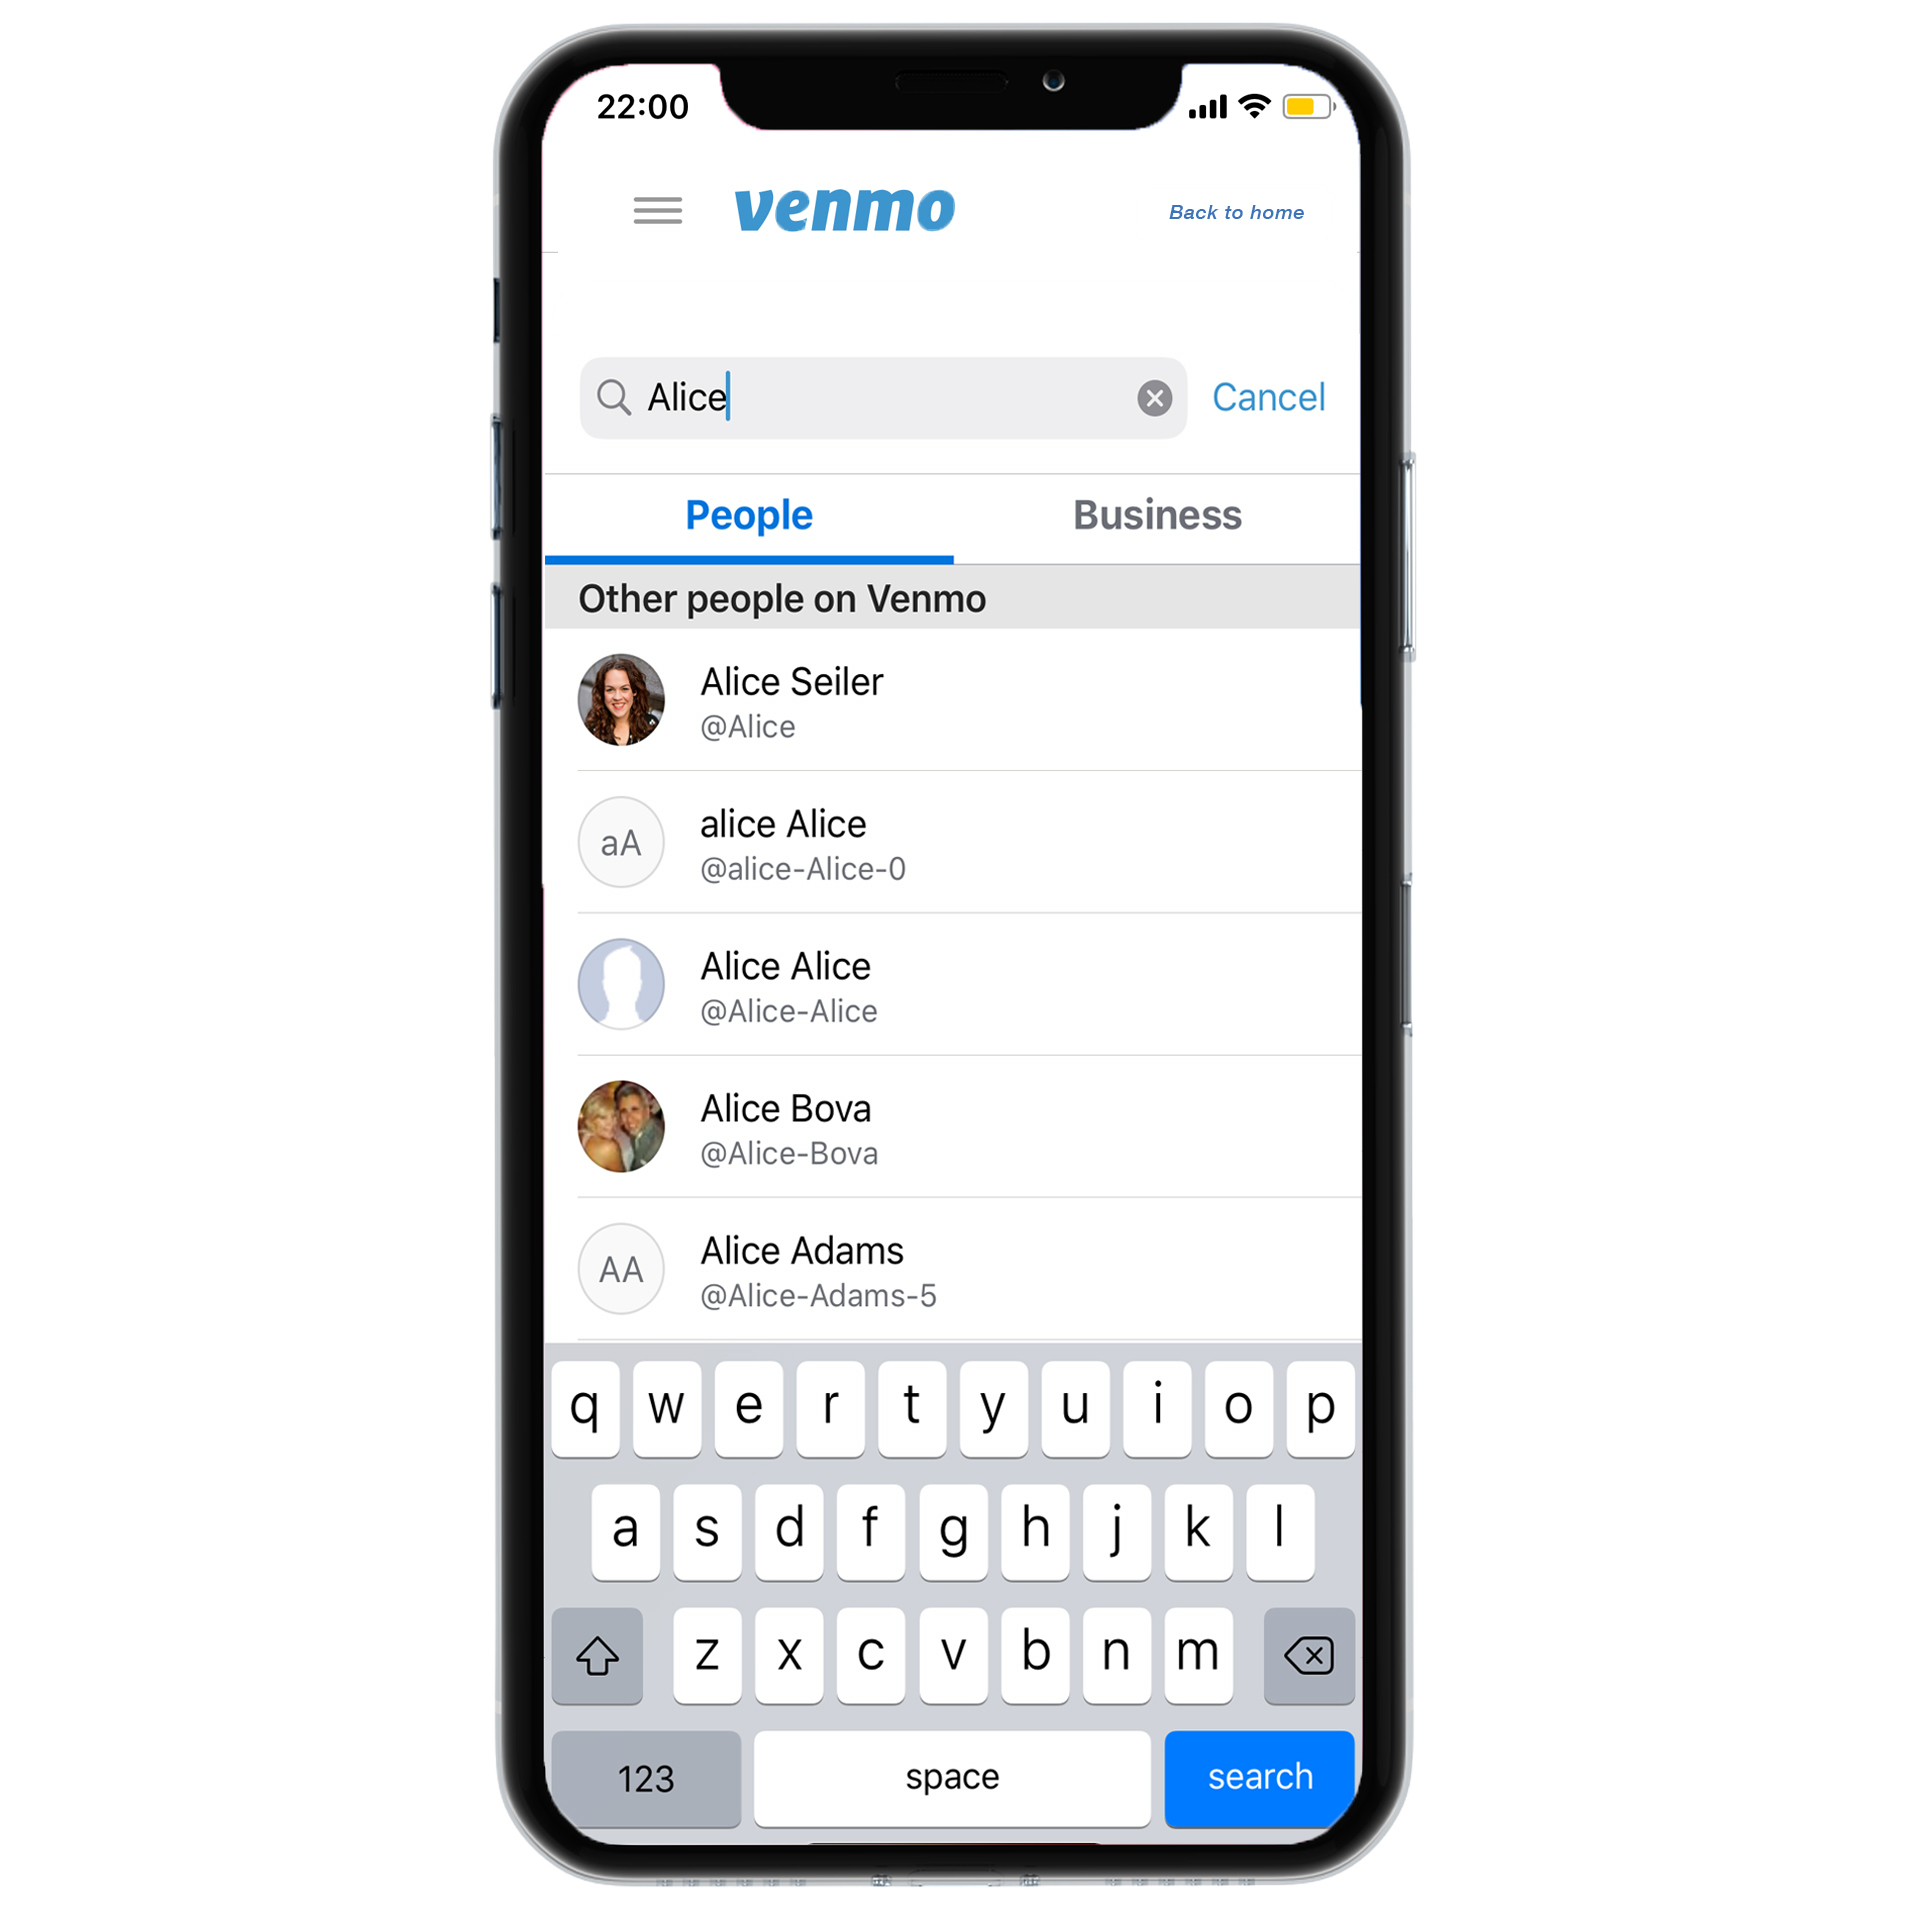 22:00
venmo
Back to home
Alice
Cancel
People Business
Other people on Venmo
Alice Seiler
@Alice
aA
alice Alice
@alice-Alice-0
Alice Alice
@Alice-Alice
Alice Bova
@Alice-Bova
AA
Alice Adams
@Alice-Adams-5
q w e r t y u i o p
a s d f g h j k l
z x c v b n m
123 space search